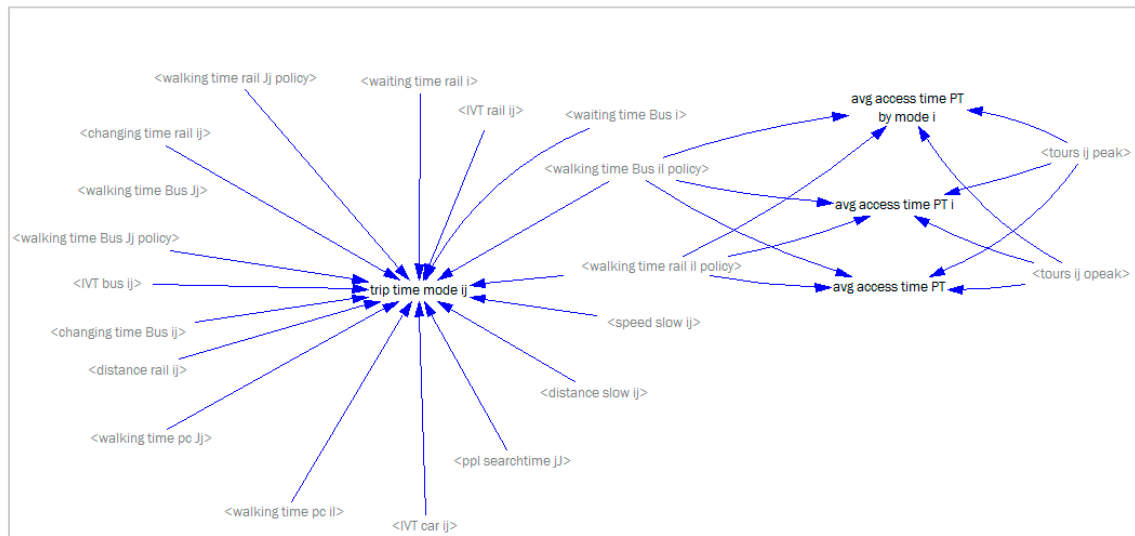 <walking time rail Jj policy>
<waiting time rail i>
<IVT rail ij>
<waiting time Bus i>
avg access time PT
by mode i
<changing time rail ij>
<tours ij peak>
<walking time Bus iI policy>
<walking time Bus Jj>
avg access time PT i
<walking time Bus Jj policy>
<walking time rail iI policy>
<tours ij opeak>
<IVT bus ij>
trip time mode ij
avg access time PT
<speed slow ij>
<changing time Bus ij>
<distance rail ij>
<distance slow ij>
<walking time pc Jj>
<ppl searchtime jJ>
<walking time pc iI>
<IVT car ij>